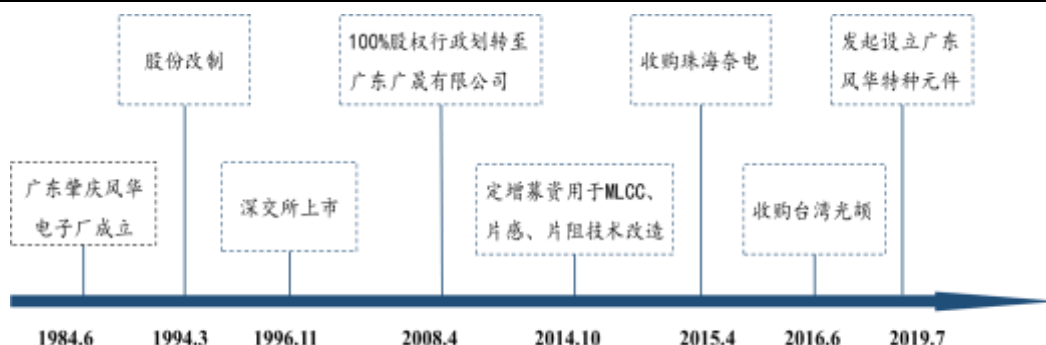 股份改制
100%股权行政划转至
广东广晟有限公司
收购珠海奈电
发起设立广东
风华特种元件
广东肇庆风华
电子厂成立
深交所上市
定增募资用于MLCC、
片感、片阻技术改造
收购台湾光颉
1984.6
1994.3
1996.11
2008.4
2014.10
2015.4
2016.6
2019.7